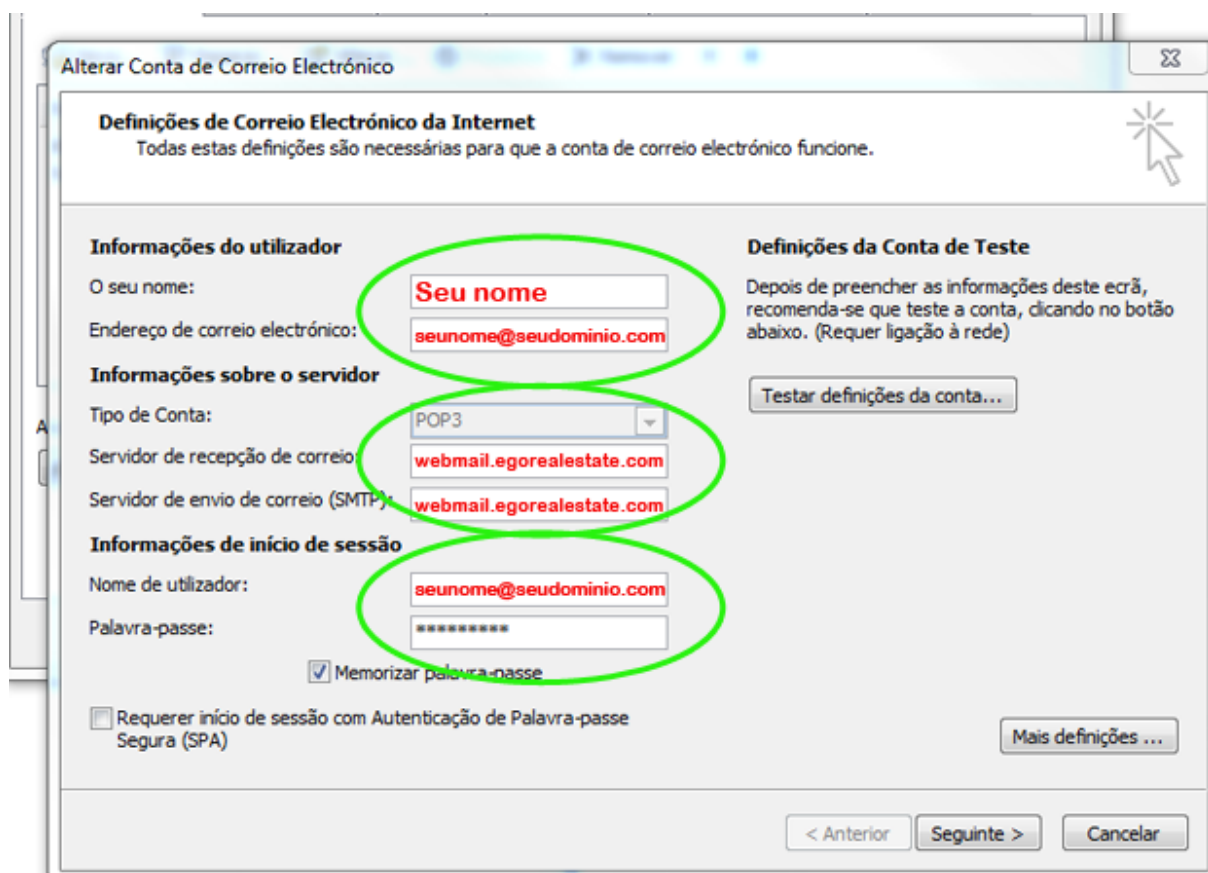 Alterar Conta de Correio Electrónico
Definições de Correio Electrónico da Internet
Todas estas definições são necessárias para que a conta de correio electrónico funcione.
Informações do utilizador
O seu nome:
Seu nome
Endereço de correio electrónico:
seunome@seudominio.com
Informações sobre o servidor
Tipo de Conta:
POP3
Servidor de recepção de correio:
webmail.egorealestate.com
Servidor de envio de correio (SMTP):
webmail.egorealestate.com
Informações de início de sessão
Nome de utilizador:
seunome@seudominio.com
Palavra-passe:
*********
Memorizar palavra-passe
Requerer início de sessão com Autenticação de Palavra-passe
Segura (SPA)
Definições da Conta de Teste
Depois de preencher as informações deste ecrã,
recomenda-se que teste a conta, clicando no botão
abaixo. (Requer ligação à rede)
Testar definições da conta...
Mais definições ...
< Anterior
Seguinte >
Cancelar